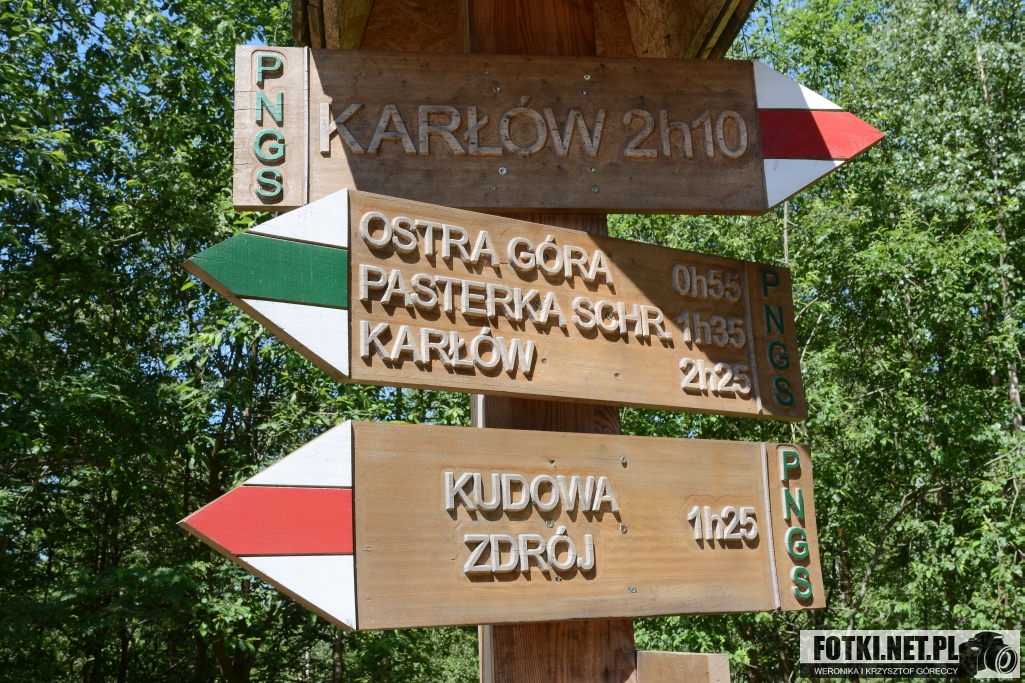 PNGS
KARŁÓW 2h10
OSTRA GÓRA 0h55
PASTERKA SCHR. 1h35
KARŁÓW 2h25
PNGS
KUDOWA
ZDRÓJ 1h25
PNGS
FOTKI.NET.PL
WERONIKA I KRZYSZTOF GÓRECCY